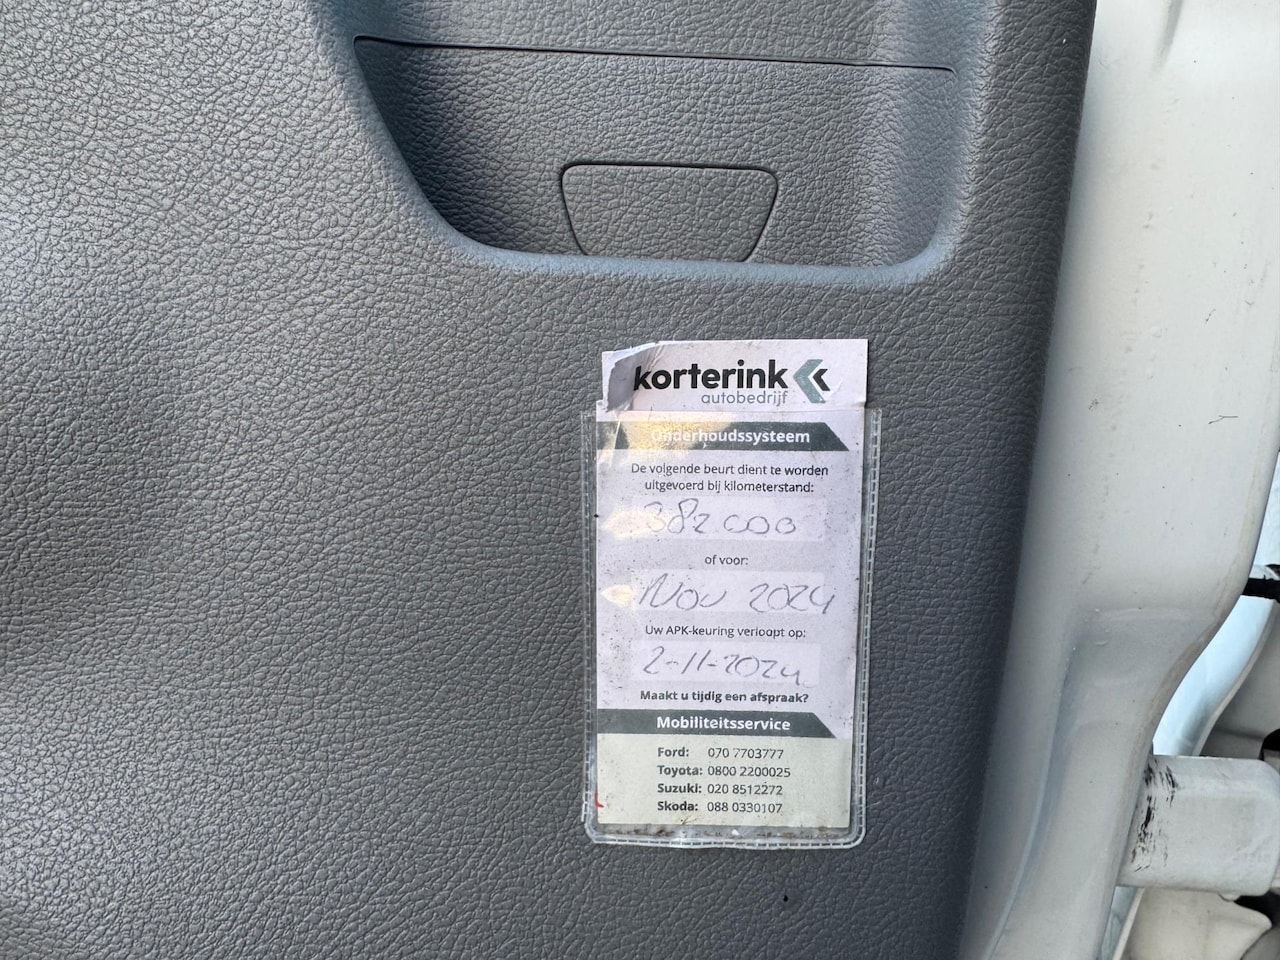 korterink
autobedrijf
Onderhoudssysteem
De volgende beurt dient te worden
uitgevoerd bij kilometerstand:
382000
of voor:
Nov 2024
Uw APK-keuring verloopt op:
2-11-2024
Maakt u tijdig een afspraak?
Mobiliteitsservice
Ford: 070 7703777
Toyota: 0800 2200025
Suzuki: 020 8512272
Skoda: 088 0330107